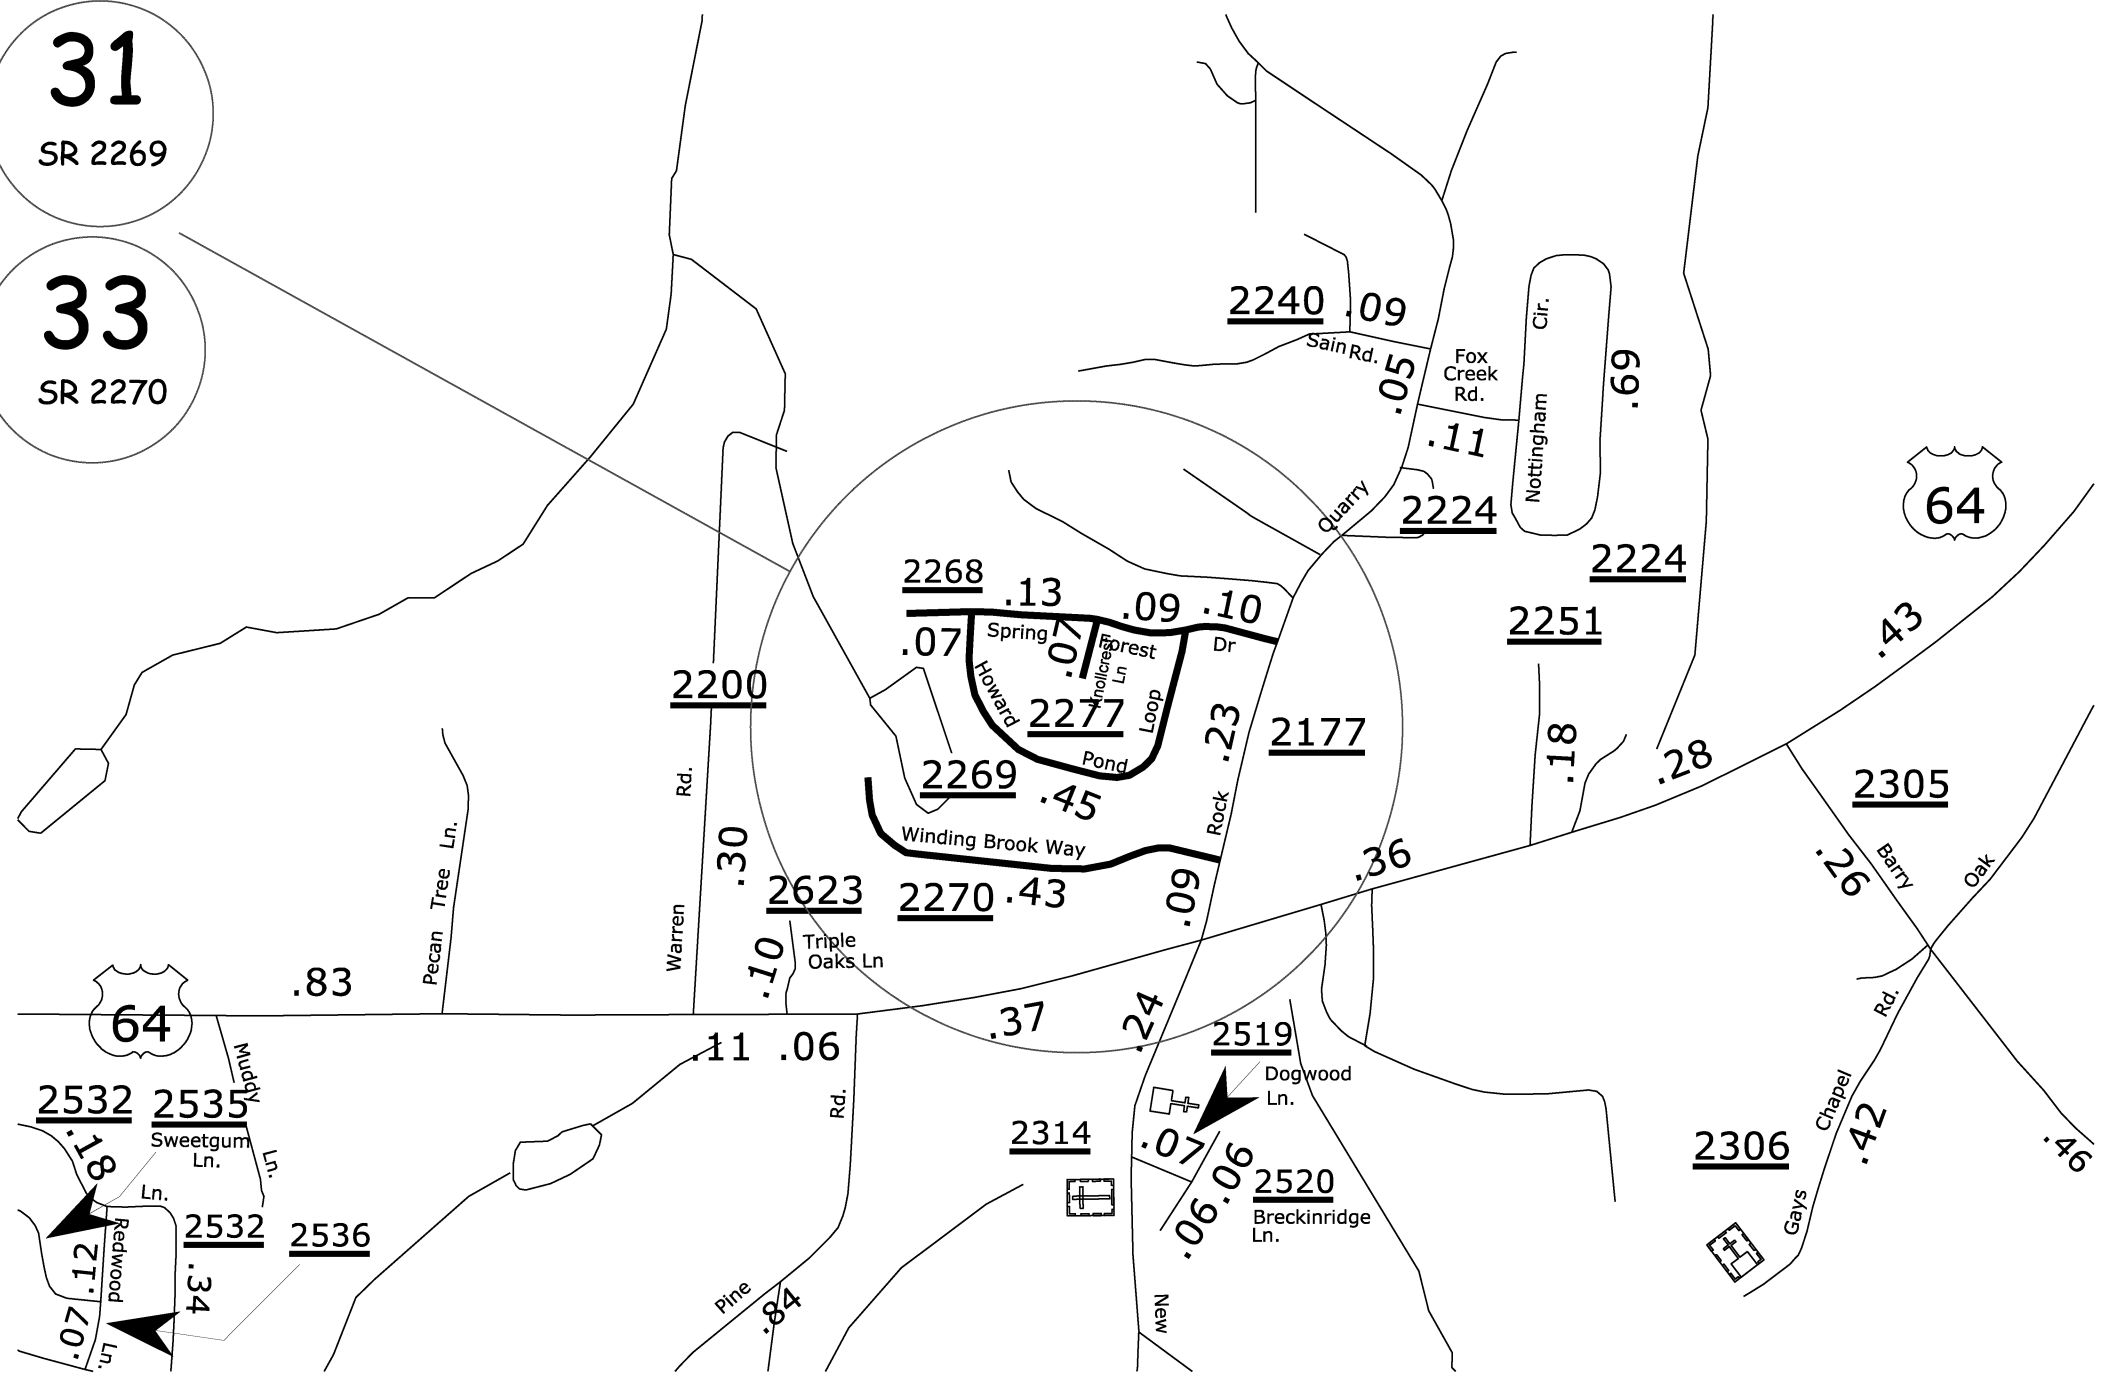 31
SR 2269
33
SR 2270
2240
.09
Sain Rd.
.05
Fox
Creek
Rd.
.11
Nottingham Cir.
.69
64
Quarry
2224
2224
2268
.13
.09
.10
.07
Spring
.07
Forest
Dr
Knollcrest
Ln
2251
.43
2200
Howard
2277
Loop
.23
2177
.18
.28
2269
Pond
.45
2305
Rd.
Rock
Pecan Tree Ln.
.30
Winding Brook Way
.36
.26
Barry
Oak
2623
2270
.43
.09
Warren
Triple
Oaks Ln
.10
.83
64
.37
.24
Rd.
.11
.06
2519
Dogwood
Ln.
Muddy
Ln.
2532
2535
Sweetgum
Ln.
.18
Rd.
2314
.07
.06
.06
2520
Breckinridge
Ln.
Chapel
.42
2306
.46
Gays
Ln.
2532
2536
Redwood
Ln.
.12
.34
.07
Pine
.84
New